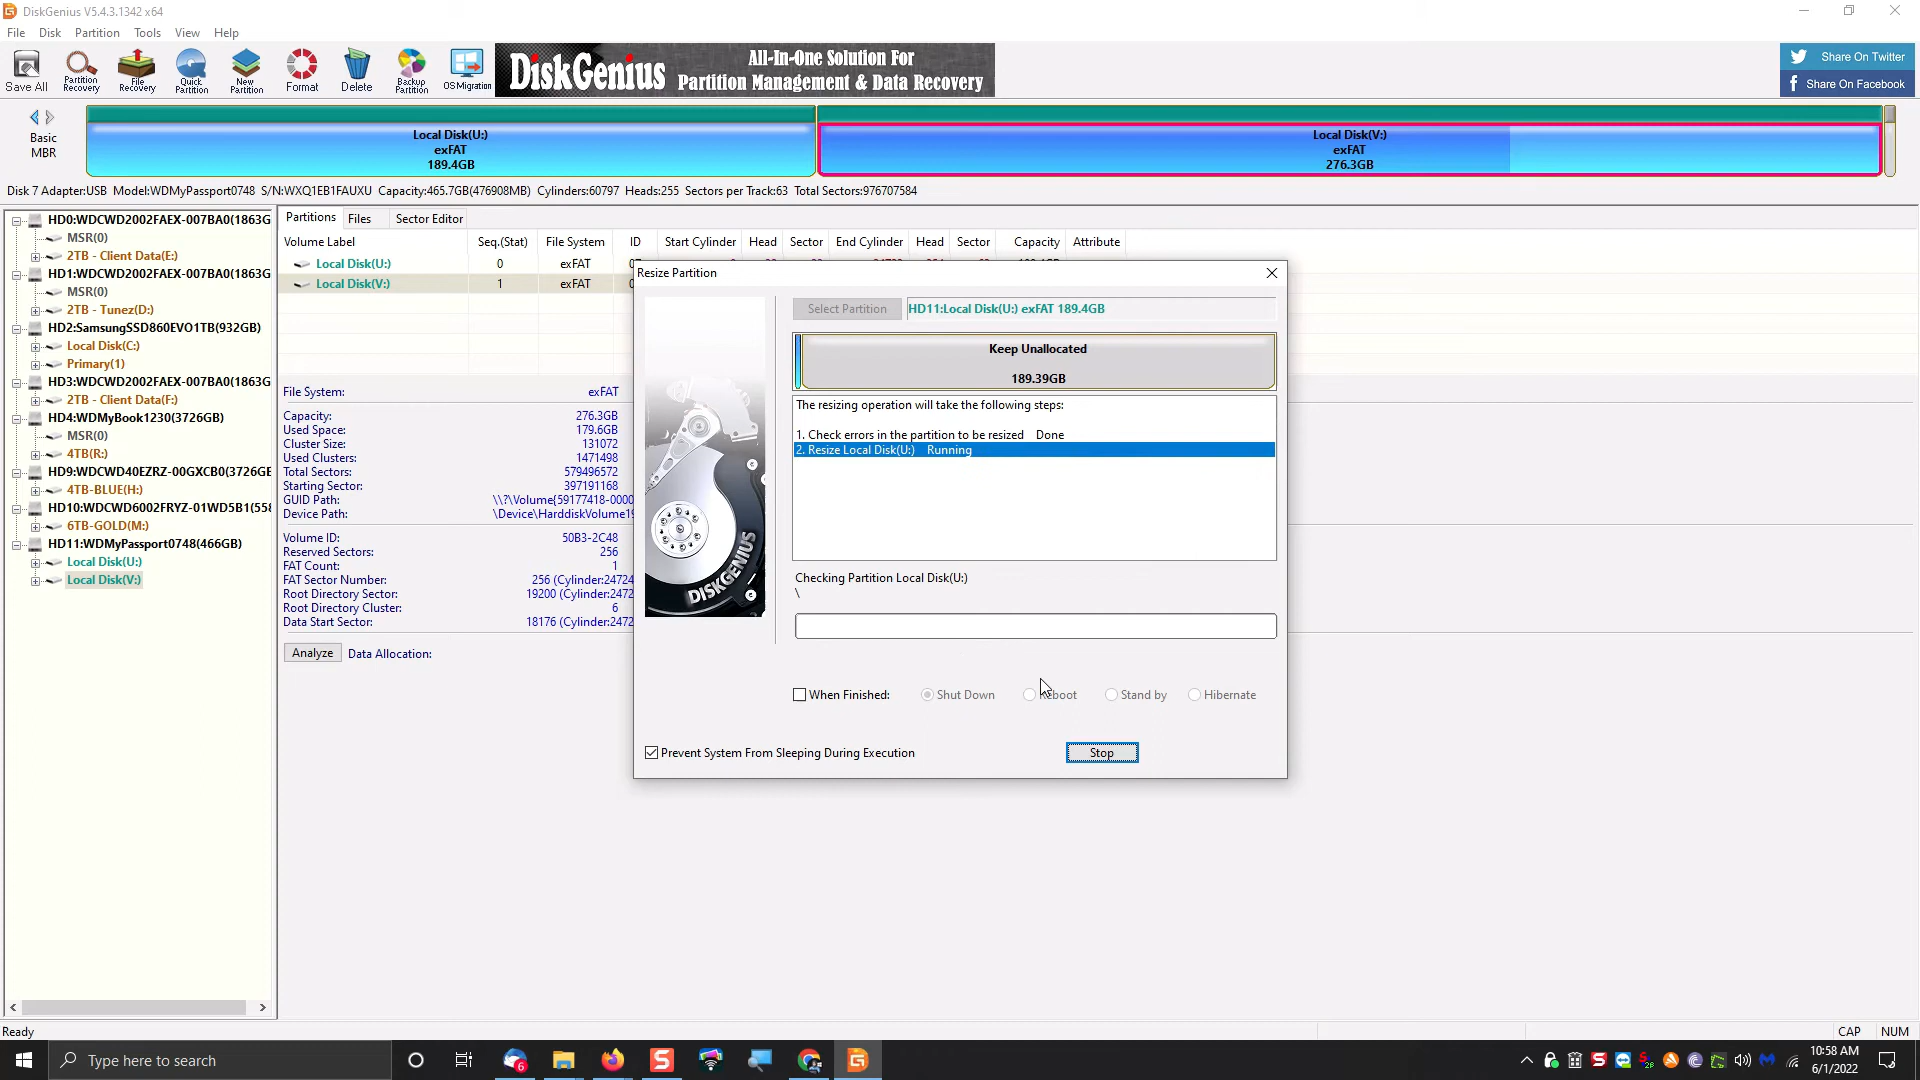 DiskGenius V5.4.3.1342 x64
File Disk Partition Tools View Help
Save All
Partition Recovery
File Recovery
Quick Partition
New Partition
Format
Delete
Backup Partition
OS Migration
DiskGenius
All-In-One Solution For
Partition Management & Data Recovery
Share On Twitter
Share On Facebook
Basic
MBR
Local Disk(U:)
exFAT
189.4GB
Local Disk(V:)
exFAT
276.3GB
Disk 7 Adapter:USB Model:WDMyPassport0748 S/N:WXQ1EB1FAUXU Capacity:465.7GB(476908MB) Cylinders:60797 Heads:255 Sectors per Track:63 Total Sectors:976707584
HD0:WDCWD2002FAEX-007BA0(1863G
MSR(0)
2TB - Client Data(E:)
HD1:WDCWD2002FAEX-007BA0(1863G
MSR(0)
2TB - Tunez(D:)
HD2:SamsungSSD860EVO1TB(932GB)
Local Disk(C:)
Primary(1)
HD3:WDCWD2002FAEX-007BA0(1863G
2TB - Client Data(F:)
HD4:WDMyBook1230(3726GB)
MSR(0)
4TB(R:)
HD9:WDCWD40EZRZ-00GXCB0(3726GE
4TB-BLUE(H:)
HD10:WDCWD6002FRYZ-01WD5B1(558
6TB-GOLD(M:)
HD11:WDMyPassport0748(466GB)
Local Disk(U:)
Local Disk(V:)
Partitions Files Sector Editor
Volume Label Seq.(Stat) File System ID Start Cylinder Head Sector End Cylinder Head Sector Capacity Attribute
Local Disk(U:) 0 exFAT
Local Disk(V:) 1 exFAT
File System: exFAT
Capacity: 276.3GB
Used Space: 179.6GB
Cluster Size: 131072
Used Clusters: 1471498
Total Sectors: 579496572
Starting Sector: 397191168
GUID Path: \\?\Volume{59177418-0000
Device Path: \Device\HarddiskVolume19
Volume ID: 50B3-2C48
Reserved Sectors: 256
FAT Count: 1
FAT Sector Number: 256 (Cylinder:24724
Root Directory Sector: 19200 (Cylinder:2472
Root Directory Cluster: 6
Data Start Sector: 18176 (Cylinder:2472
Analyze Data Allocation:
Resize Partition
Select Partition HD11:Local Disk(U:) exFAT 189.4GB
Keep Unallocated
189.39GB
The resizing operation will take the following steps:
1. Check errors in the partition to be resized Done
2. Resize Local Disk(U:) Running
Checking Partition Local Disk(U:)
\
When Finished: Shut Down Reboot Stand by Hibernate
Prevent System From Sleeping During Execution
Stop
DISKGENIUS
Ready
CAP NUM
Type here to search
10:58 AM
6/1/2022